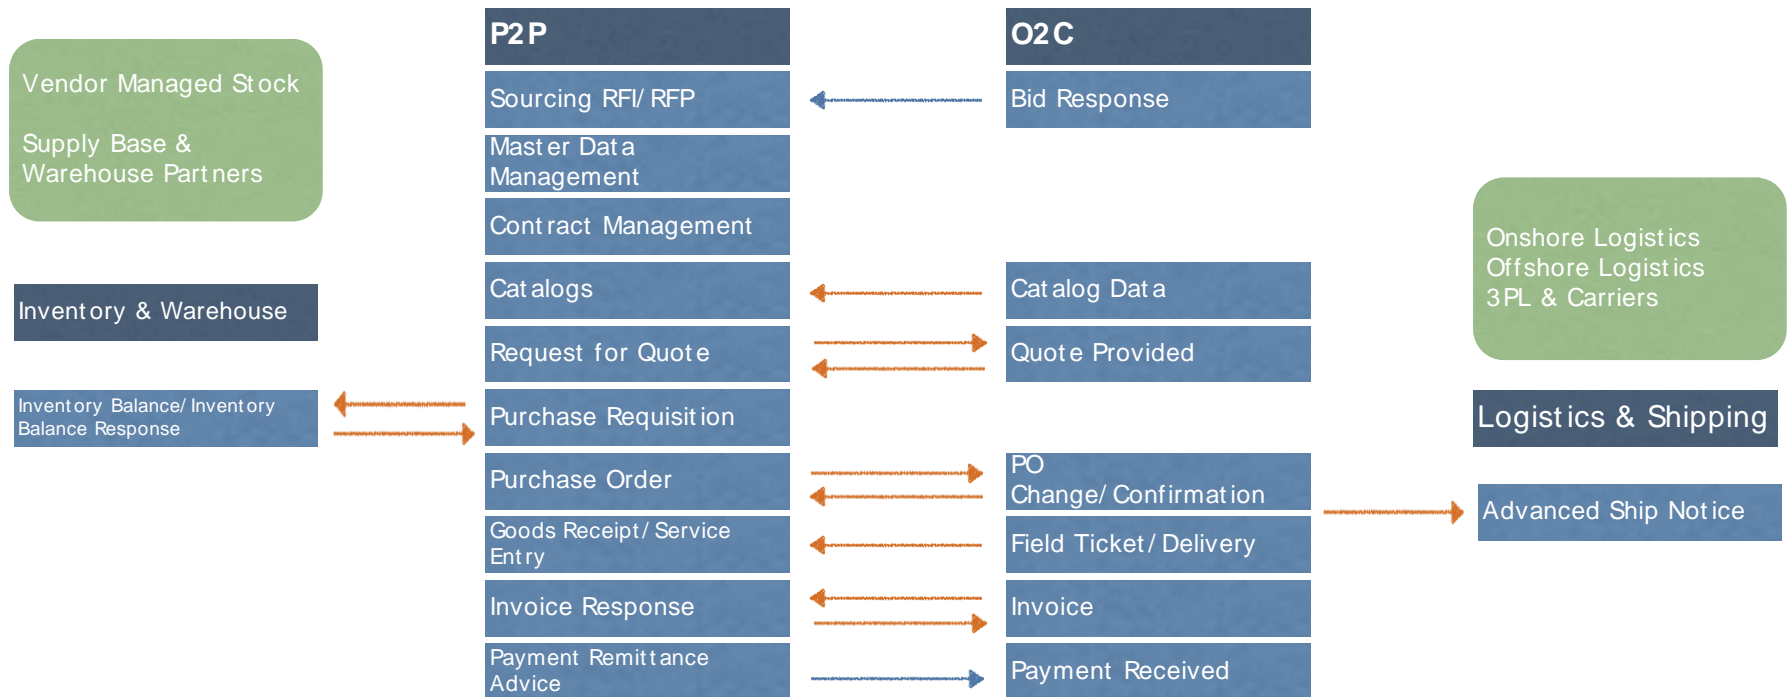 Vendor Managed Stock
Supply Base &
Warehouse Partners
Inventory & Warehouse
Inventory Balance/Inventory
Balance Response
P2P
Sourcing RFI/RFP
Master Data
Management
Contract Management
Catalogs
Request for Quote
Purchase Requisition
Purchase Order
Goods Receipt/Service
Entry
Invoice Response
Payment Remittance
Advice
O2C
Bid Response
Catalog Data
Quote Provided
PO
Change/Confirmation
Field Ticket/Delivery
Invoice
Payment Received
Onshore Logistics
Offshore Logistics
3PL & Carriers
Logistics & Shipping
Advanced Ship Notice